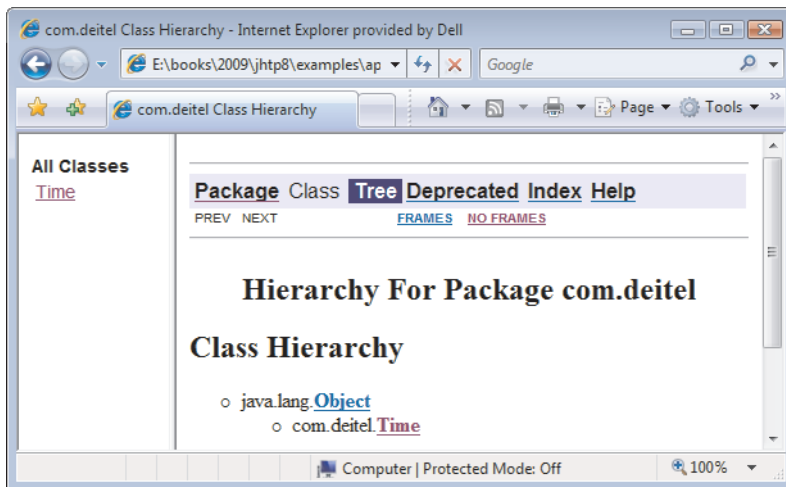 com.deitel Class Hierarchy - Internet Explorer provided by Dell
E:\books\2009\jhtp8\examples\ap
Google
com.deitel Class Hierarchy
Page
Tools
All Classes
Time
Package Class Tree Deprecated Index Help
PREV NEXT FRAMES NO FRAMES
Hierarchy For Package com.deitel
Class Hierarchy
java.lang.Object
com.deitel.Time
Computer | Protected Mode: Off
100%